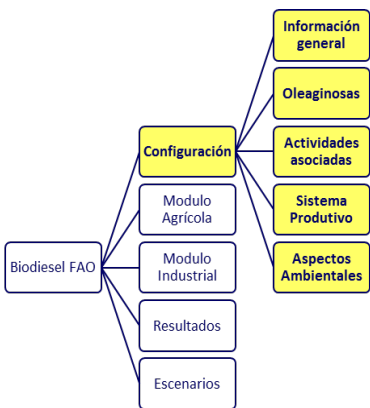 Biodiesel FAO
Configuración
Modulo
Agrícola
Modulo
Industrial
Resultados
Escenarios
Información
general
Oleaginosas
Actividades
asociadas
Sistema
Produtivo
Aspectos
Ambientales